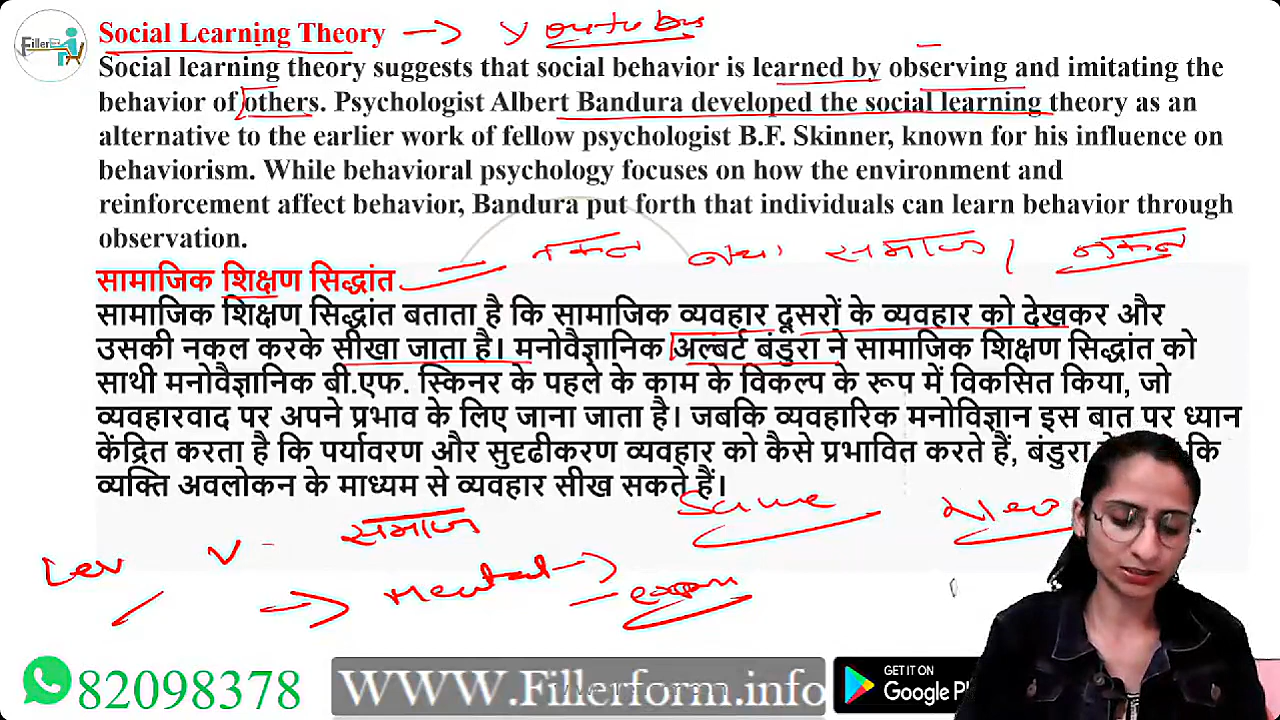 Social Learning Theory
Social learning theory suggests that social behavior is learned by observing and imitating the
behavior of others. Psychologist Albert Bandura developed the social learning theory as an
alternative to the earlier work of fellow psychologist B.F. Skinner, known for his influence on
behaviorism. While behavioral psychology focuses on how the environment and
reinforcement affect behavior, Bandura put forth that individuals can learn behavior through
observation.
सामाजिक शिक्षण सिद्धांत
सामाजिक शिक्षण सिद्धांत बताता है कि सामाजिक व्यवहार दूसरों के व्यवहार को देखकर और
उसकी नकल करके सीखा जाता है। मनोवैज्ञानिक अल्बर्ट बंडुरा ने सामाजिक शिक्षण सिद्धांत को
साथी मनोवैज्ञानिक बी.एफ. स्किनर के पहले के काम के विकल्प के रूप में विकसित किया, जो
व्यवहारवाद पर अपने प्रभाव के लिए जाना जाता है। जबकि व्यवहारिक मनोविज्ञान इस बात पर ध्यान
केंद्रित करता है कि पर्यावरण और सुदृढीकरण व्यवहार को कैसे प्रभावित करते हैं, बंडुरा कि
व्यक्ति अवलोकन के माध्यम से व्यवहार सीख सकते हैं।
Same
समाज
Lev V
82098378
WWW.Fillerform.info
GET IT ON
Google Pl